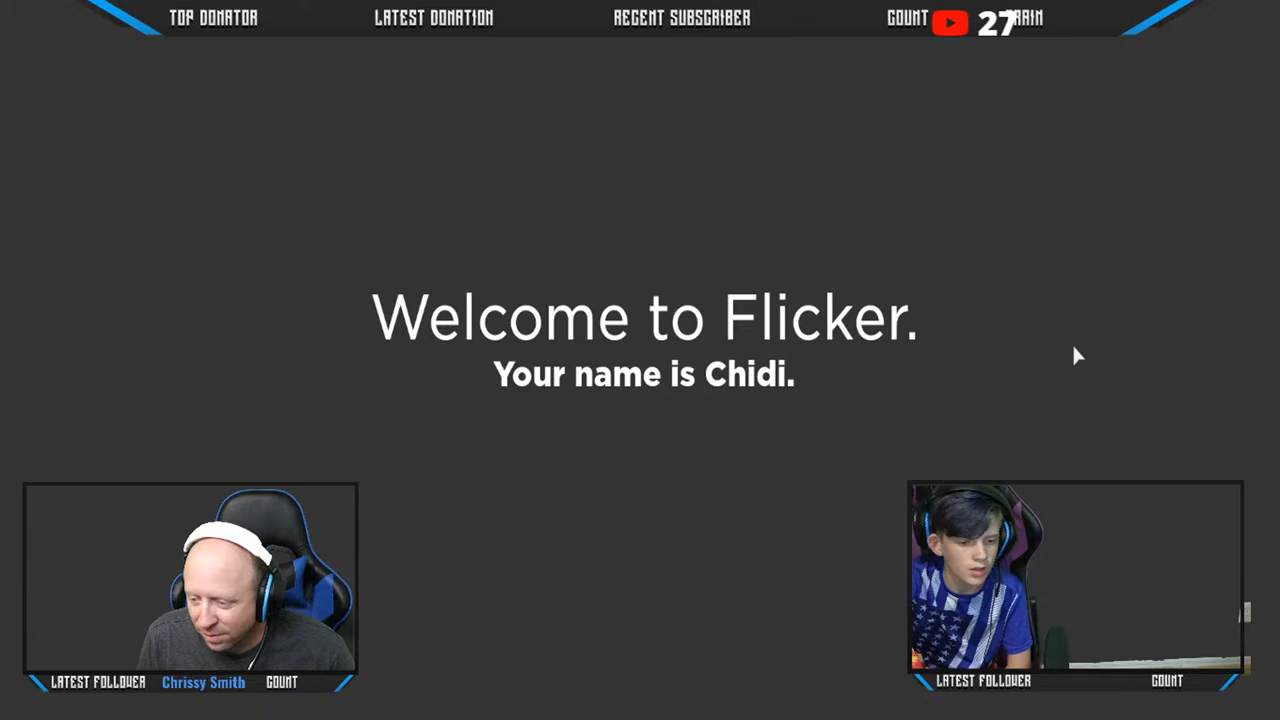 TOP DONATOR
LATEST DONATION
RECENT SUBSCRIBER
COUNT
27
Welcome to Flicker.
Your name is Chidi.
LATEST FOLLOWER Chrissy Smith COUNT
LATEST FOLLOWER COUNT